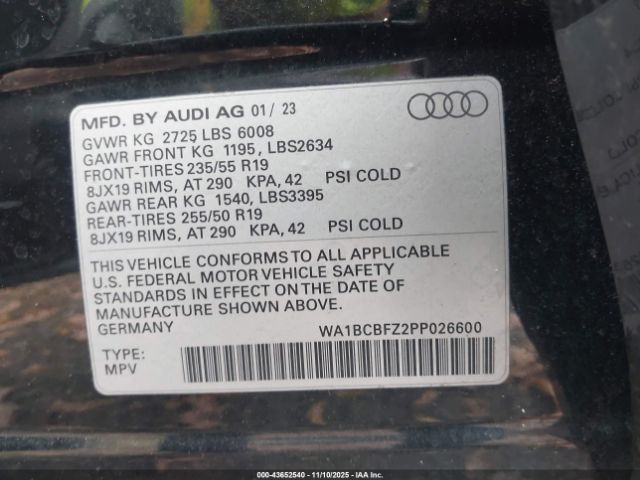 MFD. BY AUDI AG 01/ 23
GVWR KG 2725 LBS 6008
GAWR FRONT KG 1195, LBS2634
FRONT-TIRES 235/55 R19
8JX19 RIMS, AT 290 KPA, 42 PSI COLD
GAWR REAR KG 1540, LBS3395
REAR-TIRES 255/50 R19
8JX19 RIMS, AT 290 KPA, 42 PSI COLD
THIS VEHICLE CONFORMS TO ALL APPLICABLE
U.S. FEDERAL MOTOR VEHICLE SAFETY
STANDARDS IN EFFECT ON THE DATE OF
MANUFACTURE SHOWN ABOVE.
GERMANY WA1BCBFZ2PP026600
TYPE:
MPV
000-43652540 - 11/10/2025 - IAA Inc.